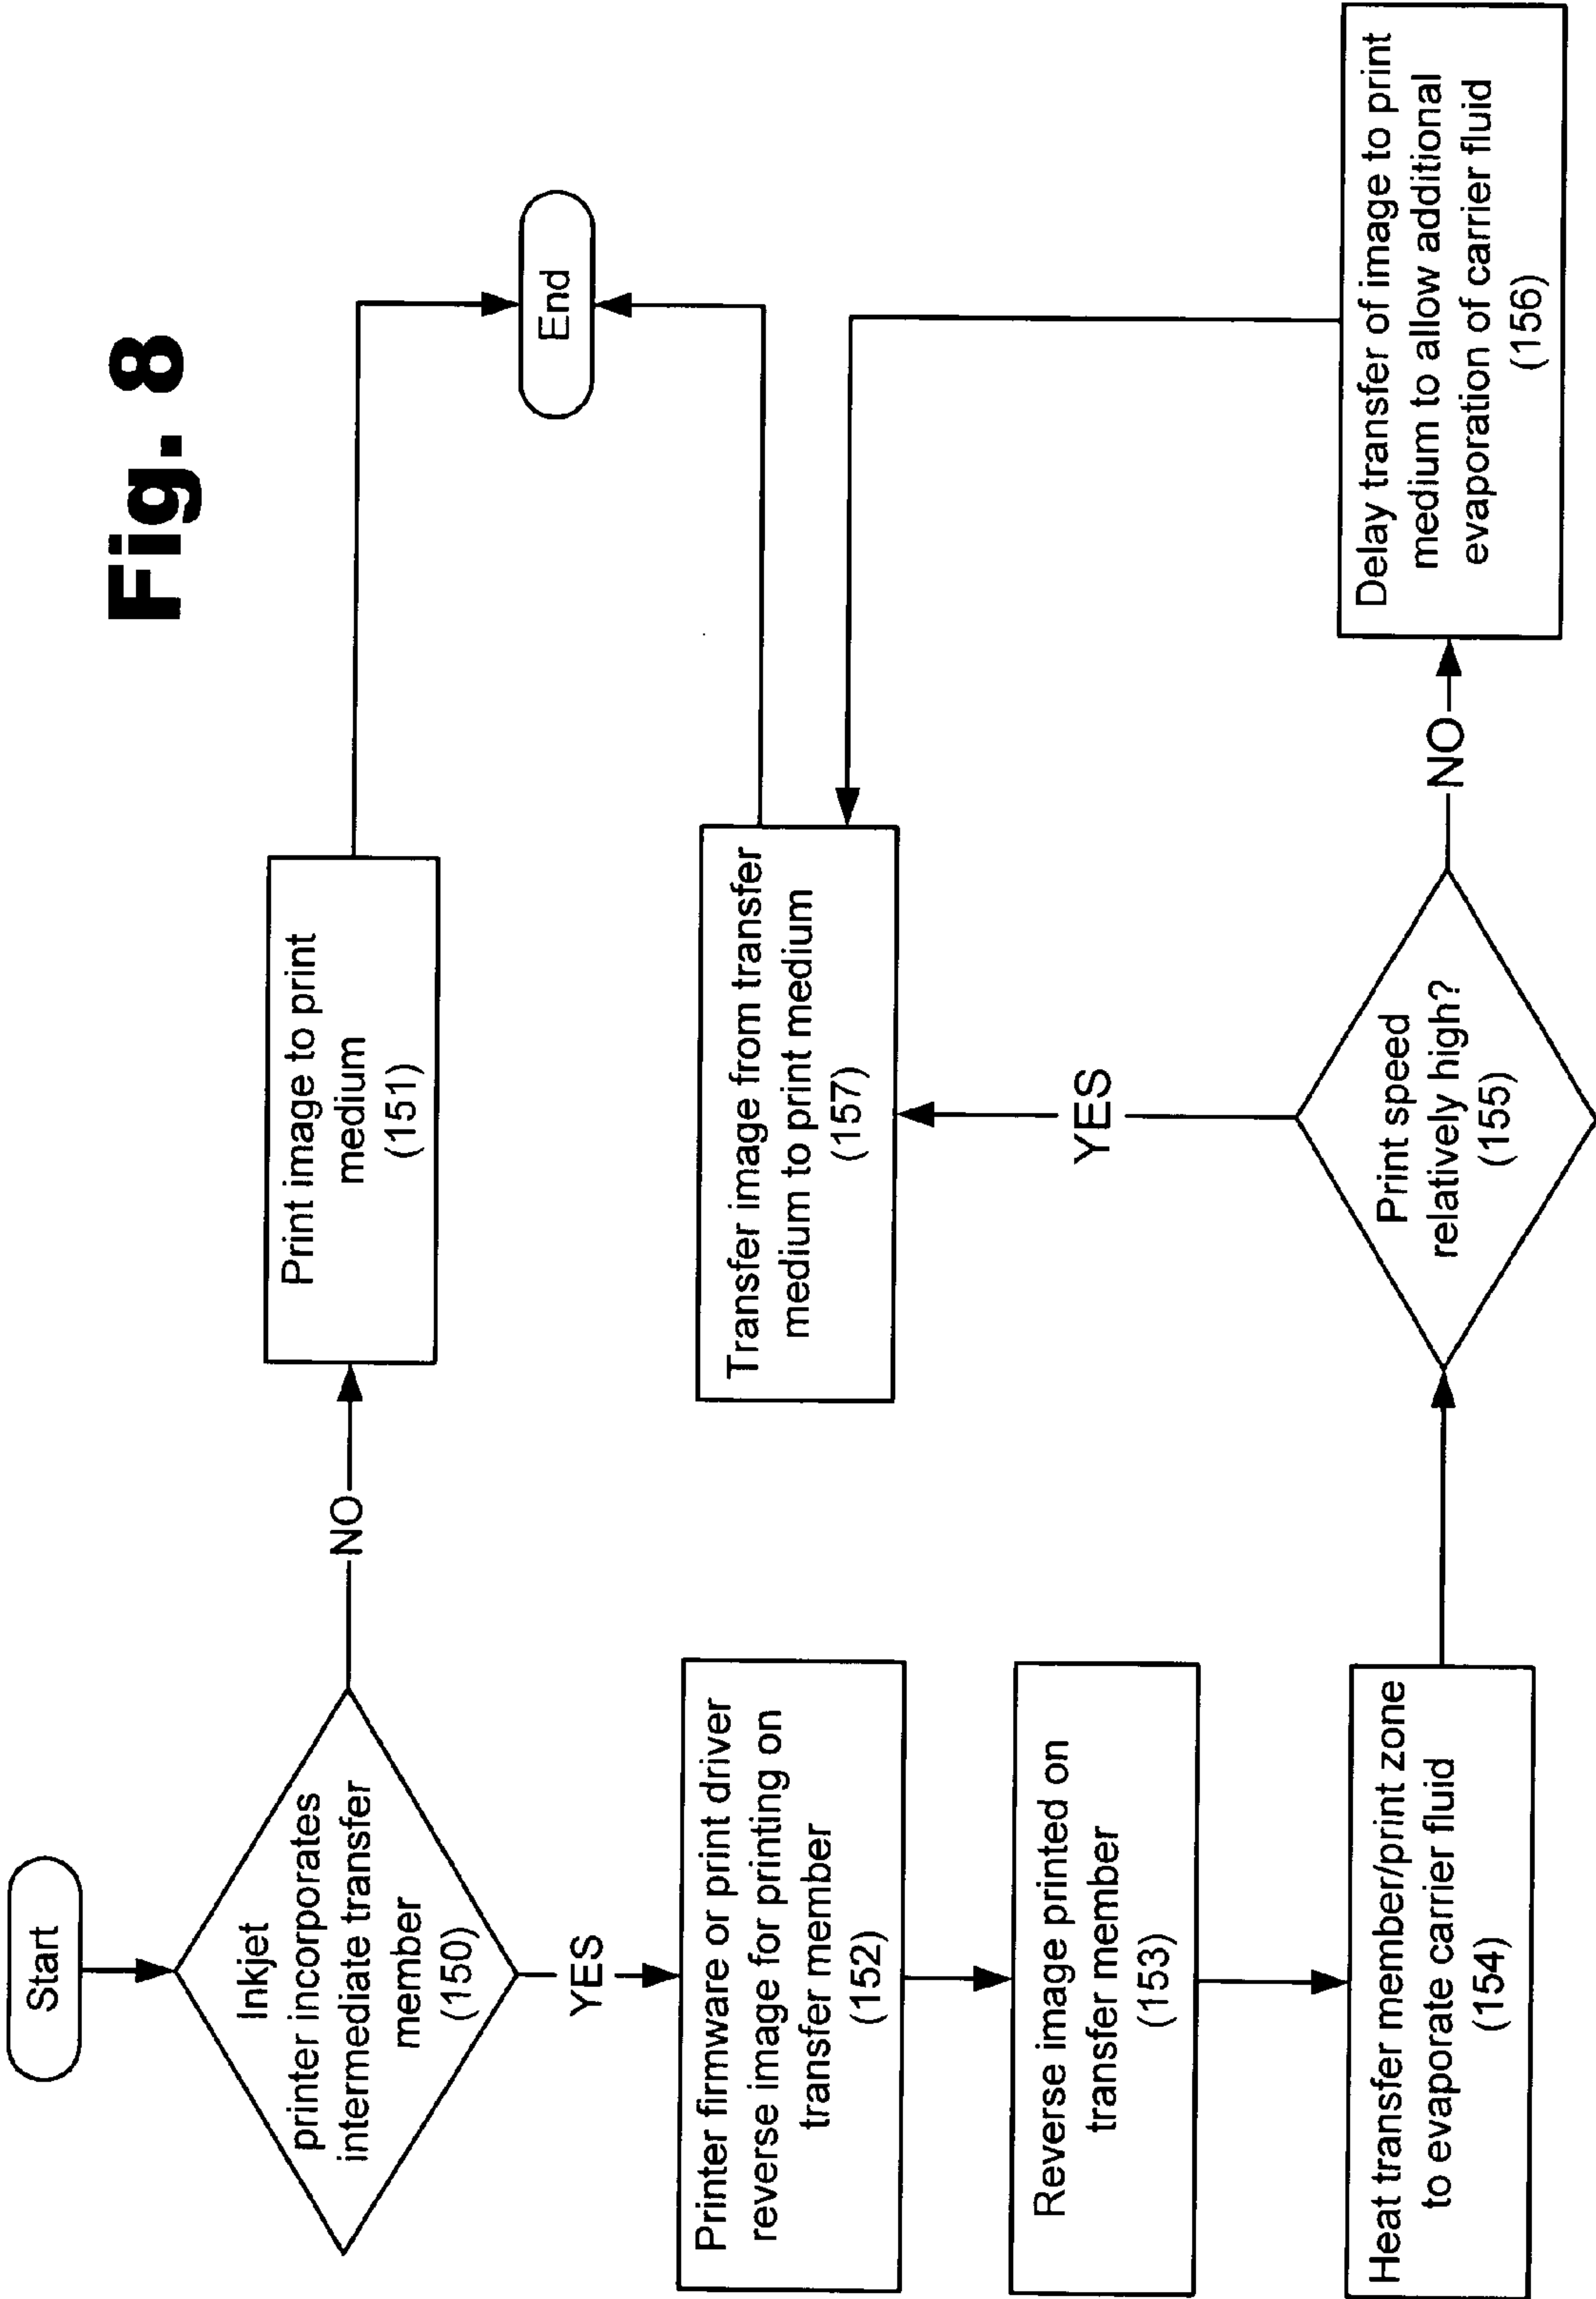 Fig. 8
Start
Inkjet
printer incorporates
intermediate transfer
member
(150)
NO
Print image to print
medium
(151)
End
YES
Printer firmware or print driver
reverse image for printing on
transfer member
(152)
Reverse image printed on
transfer member
(153)
Heat transfer member/print zone
to evaporate carrier fluid
(154)
Print speed
relatively high?
(155)
YES
Transfer image from transfer
medium to print medium
(157)
NO
Delay transfer of image to print
medium to allow additional
evaporation of carrier fluid
(156)